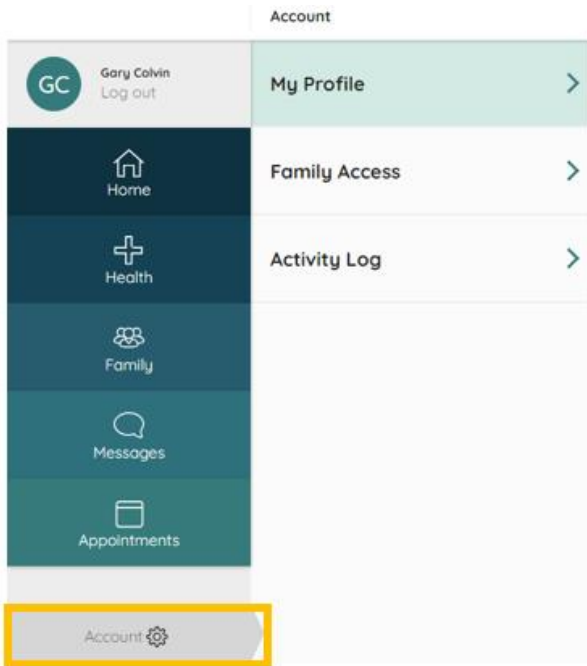 Account
GC
Gary Colvin
Log out
Home
Health
Family
Messages
Appointments
Account
My Profile
Family Access
Activity Log